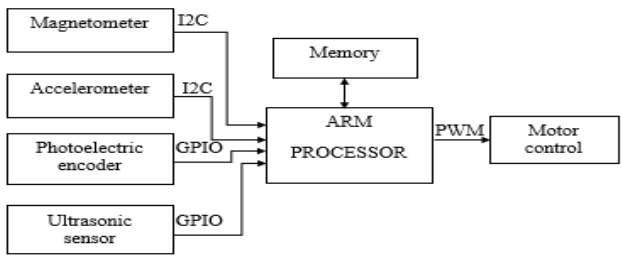 Magnetometer
I2C
Memory
Accelerometer
I2C
ARM
PROCESSOR
PWM
Motor
control
Photoelectric
encoder
GPIO
Ultrasonic
sensor
GPIO